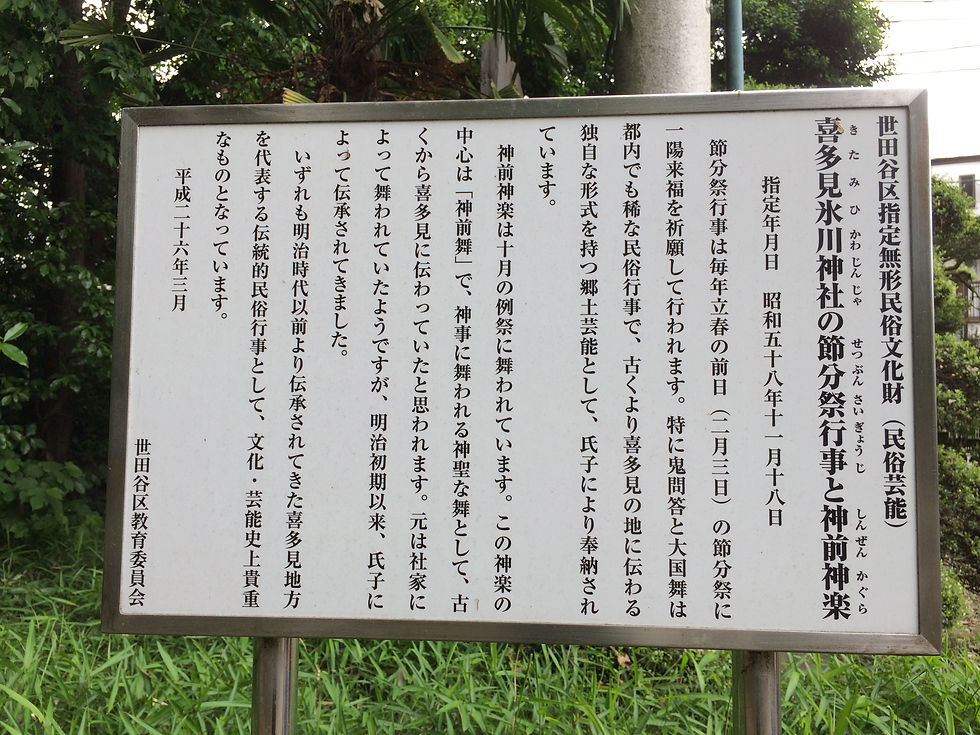 世田谷区指定無形民俗文化財（民俗芸能）
喜多見氷川神社の節分祭行事と神前神楽
き た み ひ かわ じん じゃ せつ ぶん さい ぎょう じ しん ぜん か ぐ ら
指定年月日　昭和五十八年十一月十八日
節分祭行事は毎年立春の前日（二月三日）の節分祭に
一陽来福を祈願して行われます。特に鬼問答と大国舞は
都内でも稀な民俗行事で、古くより喜多見の地に伝わる
独自な形式を持つ郷土芸能として、氏子により奉納され
ています。
神前神楽は十月の例祭に舞われています。この神楽の
中心は「神前舞」で、神事に舞われる神聖な舞として、古
くから喜多見に伝わっていたと思われます。元は社家に
よって舞われていたようですが、明治初期以来、氏子に
よって伝承されてきました。
いずれも明治時代以前より伝承されてきた喜多見地方
を代表する伝統的民俗行事として、文化・芸能史上貴重
なものとなっています。
平成二十六年三月
世田谷区教育委員会